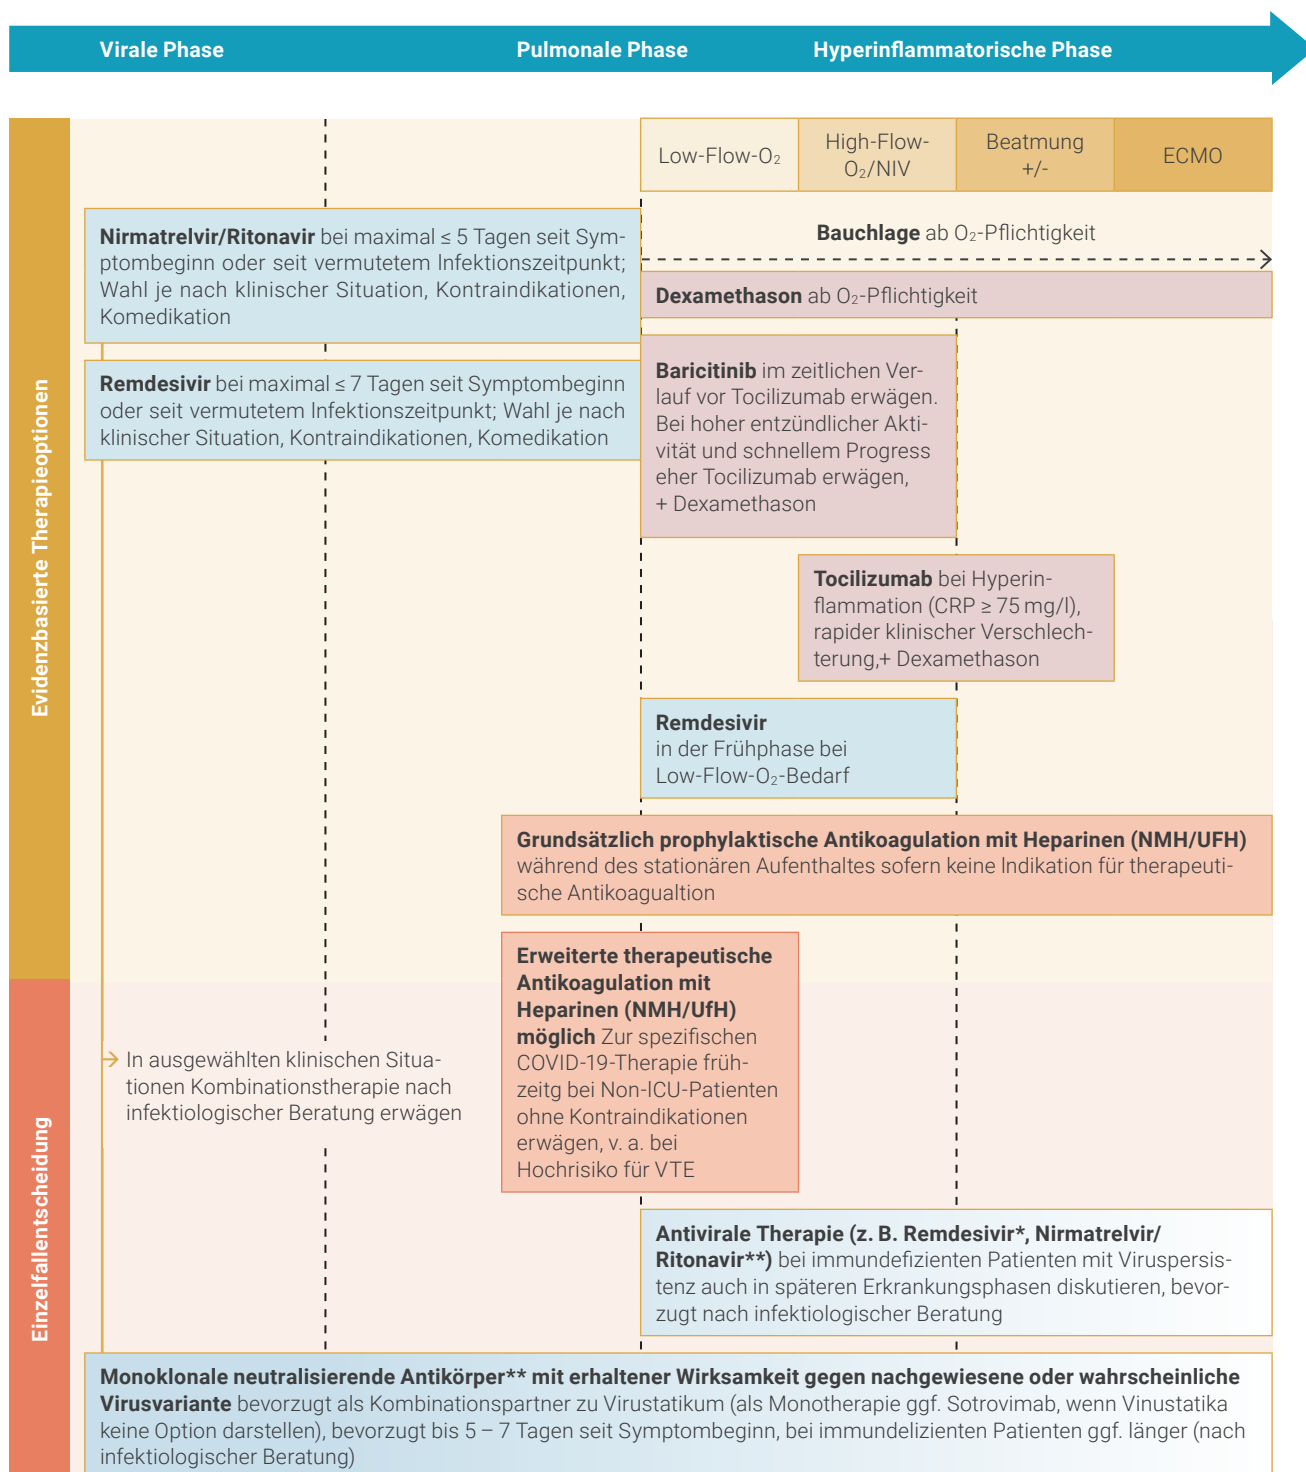 Virale Phase
Pulmonale Phase
Hyperinflammatorische Phase
Evidenzbasierte Therapieoptionen
Low-Flow-O₂
High-Flow-
O₂/NIV
Beatmung
+/-
ECMO
Nirmatrelvir/Ritonavir bei maximal ≤ 5 Tagen seit Sym-
ptombeginn oder seit vermutetem Infektionszeitpunkt;
Wahl je nach klinischer Situation, Kontraindikationen,
Komedikation
Bauchlage ab O₂-Pflichtigkeit
Dexamethason ab O₂-Pflichtigkeit
Remdesivir bei maximal ≤ 7 Tagen seit Symptombeginn
oder seit vermutetem Infektionszeitpunkt; Wahl je nach
klinischer Situation, Kontraindikationen, Komedikation
Baricitinib im zeitlichen Ver-
lauf vor Tocilizumab erwägen.
Bei hoher entzündlicher Akti-
vität und schnellem Progress
eher Tocilizumab erwägen,
+ Dexamethason
Tocilizumab bei Hyperin-
flammation (CRP ≥ 75 mg/l),
rapider klinischer Verschlech-
terung,+ Dexamethason
Remdesivir
in der Frühphase bei
Low-Flow-O₂-Bedarf
Grundsätzlich prophylaktische Antikoagulation mit Heparinen (NMH/UFH)
während des stationären Aufenthaltes sofern keine Indikation für therapeuti-
sche Antikoagualtion
Einzelfallentscheidung
Erweiterte therapeutische
Antikoagulation mit
Heparinen (NMH/UfH)
möglich Zur spezifischen
COVID-19-Therapie früh-
zeitg bei Non-ICU-Patienten
ohne Kontraindikationen
erwägen, v. a. bei
Hochrisiko für VTE
In ausgewählten klinischen Situa-
tionen Kombinationstherapie nach
infektiologischer Beratung erwägen
Antivirale Therapie (z. B. Remdesivir*, Nirmatrelvir/
Ritonavir**) bei immundefizienten Patienten mit Viruspersis-
tenz auch in späteren Erkrankungsphasen diskutieren, bevor-
zugt nach infektiologischer Beratung
Monoklonale neutralisierende Antikörper** mit erhaltener Wirksamkeit gegen nachgewiesene oder wahrscheinliche
Virusvariante bevorzugt als Kombinationspartner zu Virustatikum (als Monotherapie ggf. Sotrovimab, wenn Vinustatika
keine Option darstellen), bevorzugt bis 5 – 7 Tagen seit Symptombeginn, bei immundelizienten Patienten ggf. länger (nach
infektiologischer Beratung)